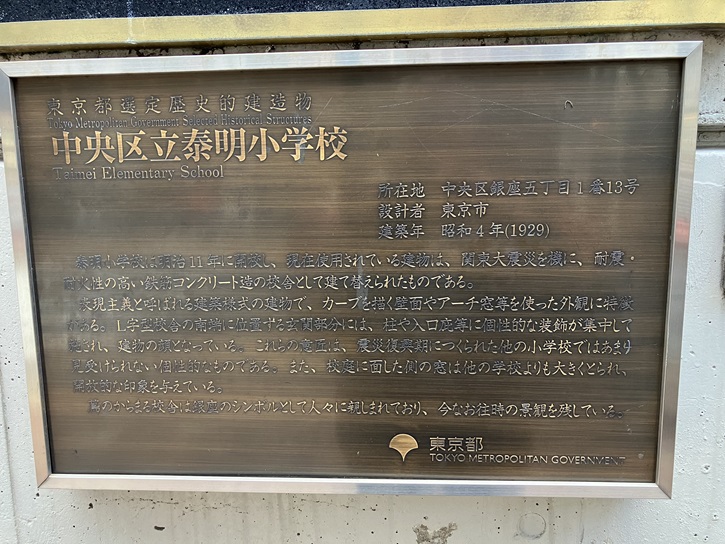 東京都選定歴史的建造物
Tokyo Metropolitan Government Selected Historical Structures
中央区立泰明小学校
Taimei Elementary School
所在地 中央区銀座五丁目1番13号
設計者 東京市
建築年 昭和4年(1929)
泰明小学校は明治11年に開校し、現在使用されている建物は、関東大震災を機に、耐震・
耐火性の高い鉄筋コンクリート造の校舎として建て替えられたものである。
表現主義と呼ばれる建築様式の建物で、カーブを描く壁面やアーチ窓等を使った外観に特徴
がある。L字型校舎の南端に位置する玄関部分には、柱や入口庇等に個性的な装飾が集中して
施され、建物の顔となっている。これらの意匠は、震災復興期につくられた他の小学校ではあまり
見受けられない個性的なものである。また、校庭に面した側の窓は他の学校よりも大きくとられ、
開放的な印象を与えている。
蔦のからまる校舎は銀座のシンボルとして人々に親しまれており、今なお往時の景観を残している。
東京都
TOKYO METROPOLITAN GOVERNMENT